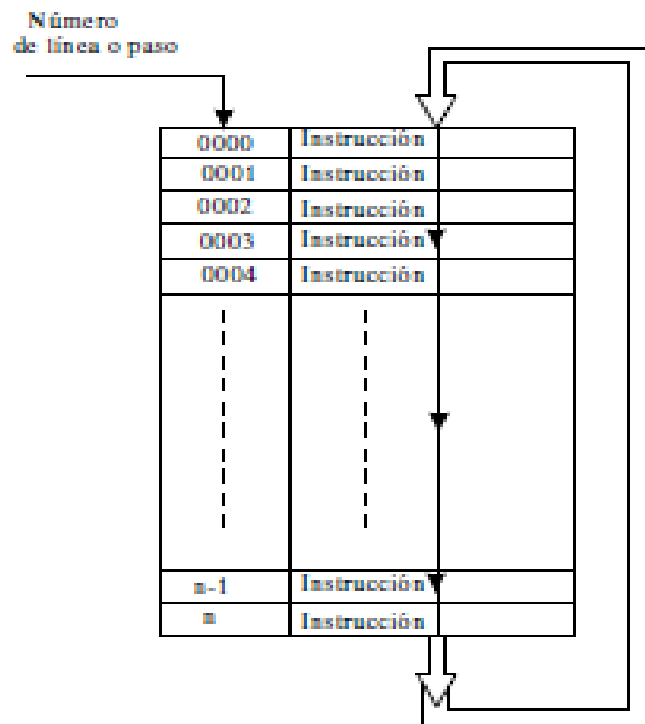 Número
de línea o paso
0000 Instrucción
0001 Instrucción
0002 Instrucción
0003 Instrucción
0004 Instrucción
n-1 Instrucción
n Instrucción